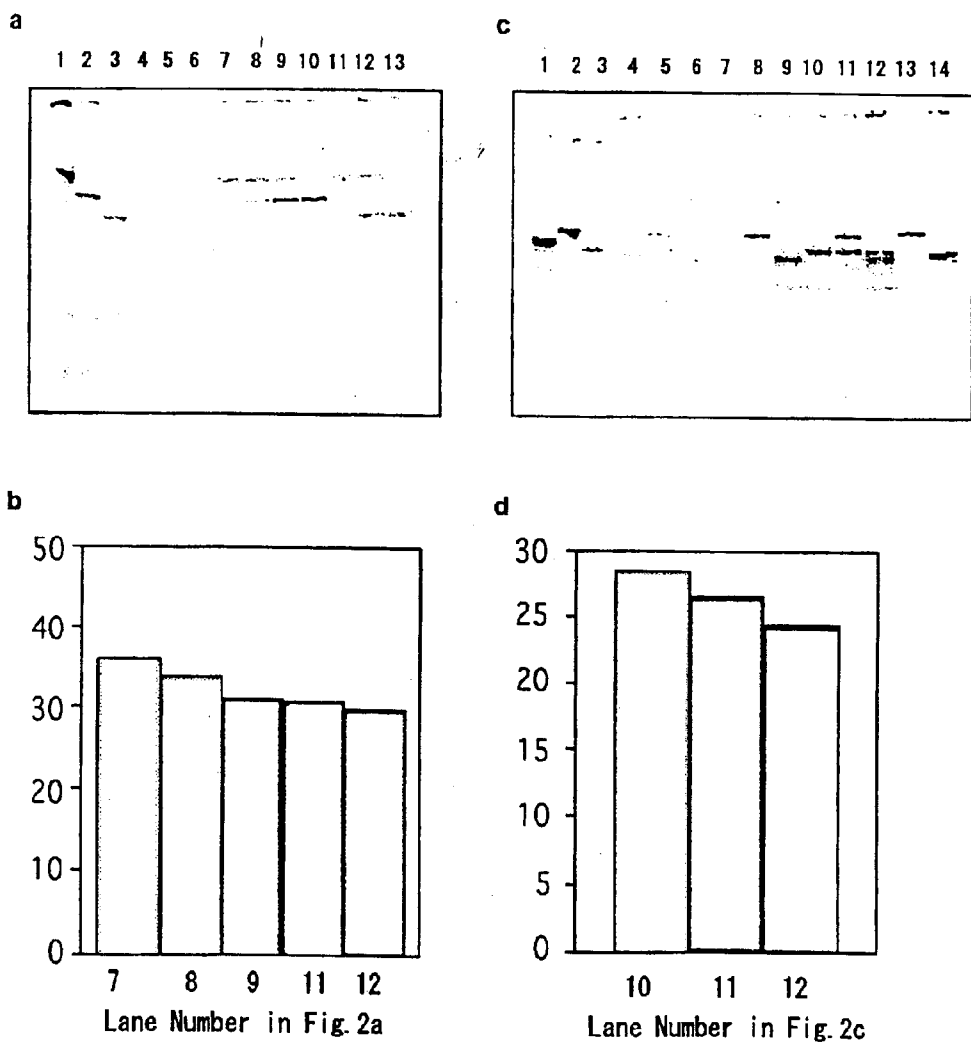 a
1 2 3 4 5 6 7 8 9 10 11 12 13
c
1 2 3 4 5 6 7 8 9 10 11 12 13 14
b
50
40
30
20
10
0
7 8 9 11 12
Lane Number in Fig. 2a
d
30
25
20
15
10
5
0
10 11 12
Lane Number in Fig. 2c